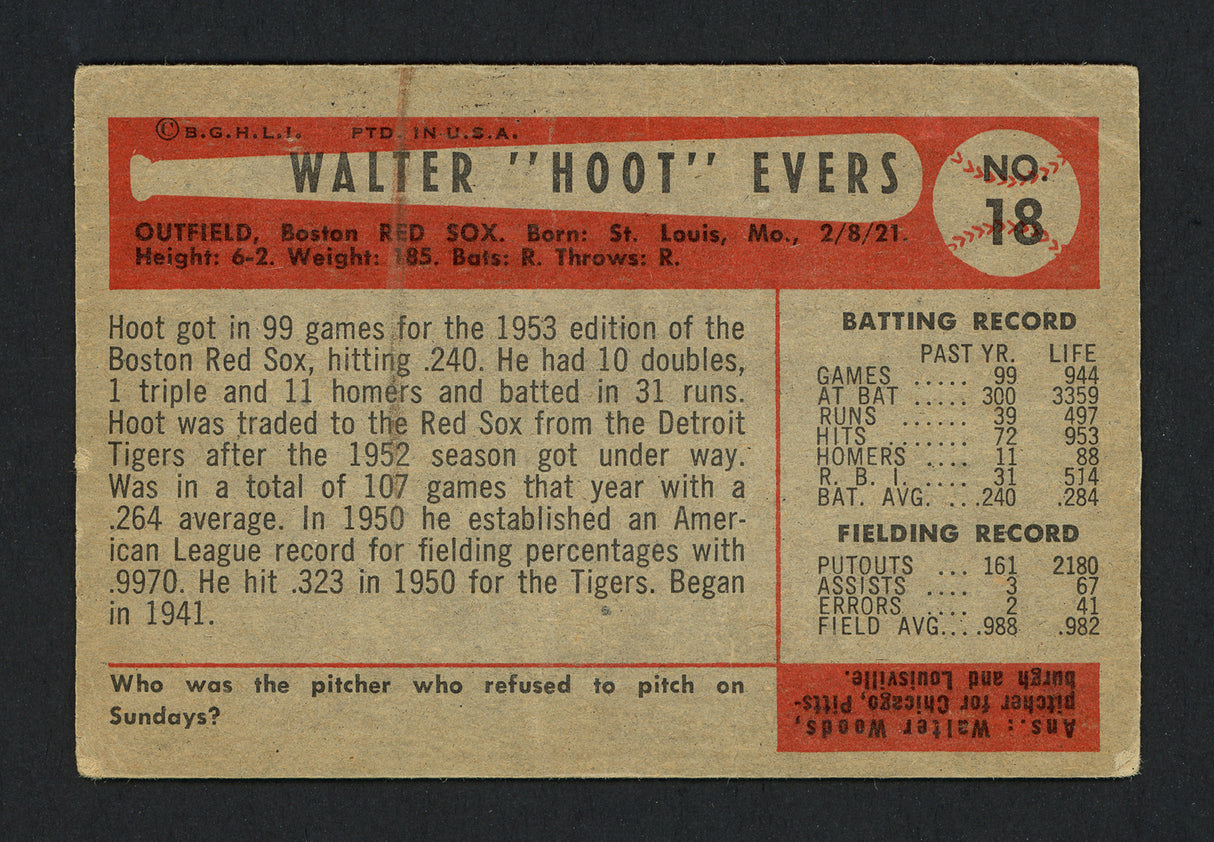 ©B.G.H.L.I. PTD. IN U.S.A.
WALTER "HOOT" EVERS
NO.
18
OUTFIELD, Boston RED SOX. Born: St. Louis, Mo., 2/8/21.
Height: 6-2. Weight: 185. Bats: R. Throws: R.
Hoot got in 99 games for the 1953 edition of the
Boston Red Sox, hitting .240. He had 10 doubles,
1 triple and 11 homers and batted in 31 runs.
Hoot was traded to the Red Sox from the Detroit
Tigers after the 1952 season got under way.
Was in a total of 107 games that year with a
.264 average. In 1950 he established an Amer-
ican League record for fielding percentages with
.9970. He hit .323 in 1950 for the Tigers. Began
in 1941.
BATTING RECORD
PAST YR. LIFE
GAMES ..... 99 944
AT BAT ..... 300 3359
RUNS ...... 39 497
HITS ....... 72 953
HOMERS .... 11 88
R. B. I. .... 31 514
BAT. AVG. ...240 .284
FIELDING RECORD
PUTOUTS ... 161 2180
ASSISTS .... 3 67
ERRORS .... 2 41
FIELD AVG....988 .982
Who was the pitcher who refused to pitch on
Sundays?
Ans.: Walter Woods,
pitcher for Chicago, Pitts-
burgh and Louisville.